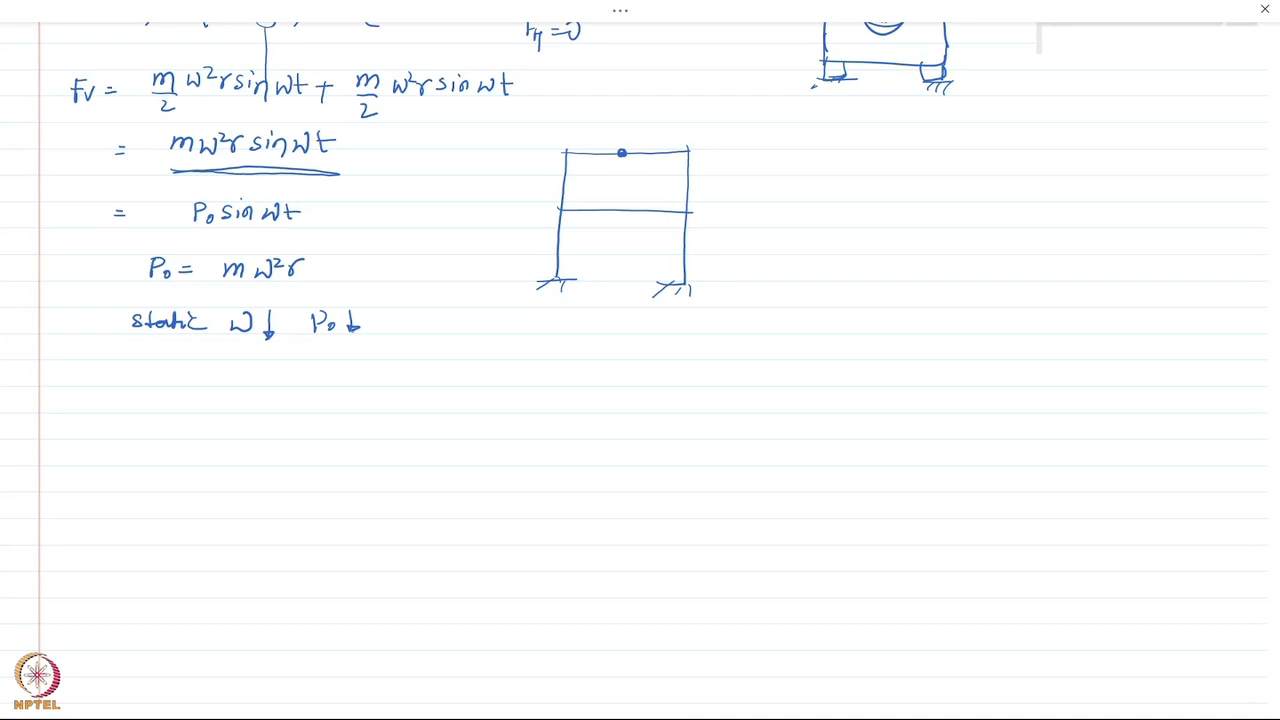 Fv = m/2 ω²r sin ωt + m/2 ω²r sin ωt
= mω²r sin ωt
= P₀ sin ωt
P₀ = mω²r
static ω↓ P₀↓
NPTEL